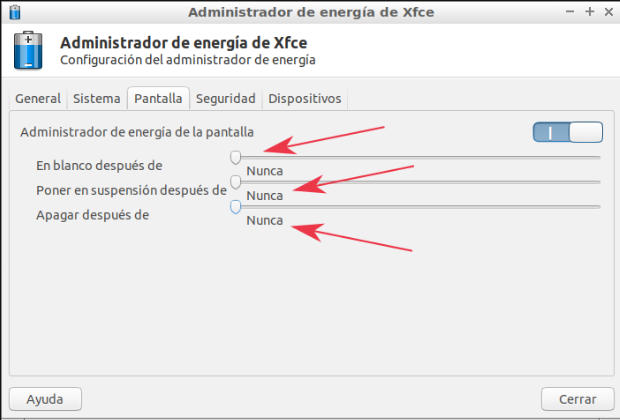 Administrador de energía de Xfce
Administrador de energía de Xfce
Configuración del administrador de energía
General Sistema Pantalla Seguridad Dispositivos
Administrador de energía de la pantalla
En blanco después de
Nunca
Poner en suspensión después de
Nunca
Apagar después de
Nunca
Ayuda Cerrar